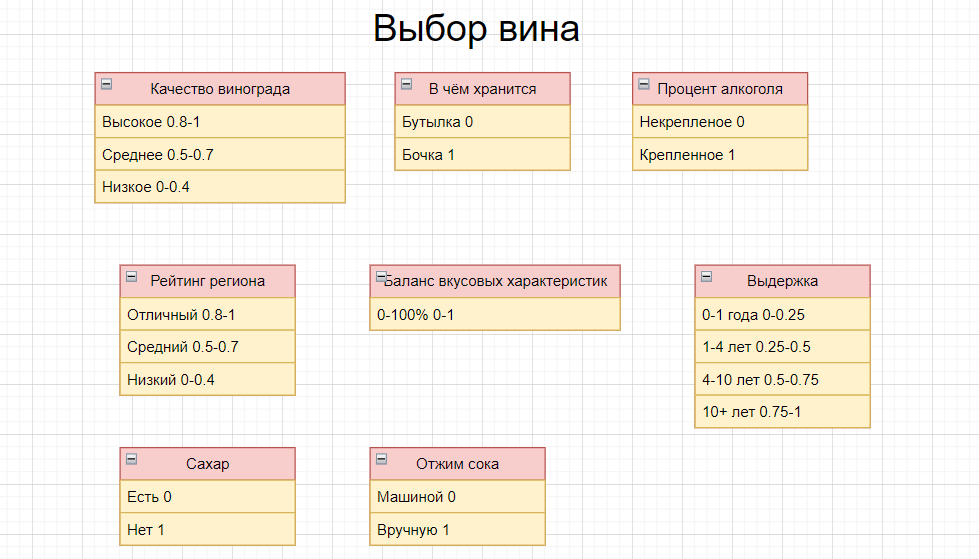 Выбор вина
Качество винограда
Высокое 0.8-1
Среднее 0.5-0.7
Низкое 0-0.4
В чём хранится
Бутылка 0
Бочка 1
Процент алкоголя
Некрепленое 0
Крепленное 1
Рейтинг региона
Отличный 0.8-1
Средний 0.5-0.7
Низкий 0-0.4
Баланс вкусовых характеристик
0-100% 0-1
Выдержка
0-1 года 0-0.25
1-4 лет 0.25-0.5
4-10 лет 0.5-0.75
10+ лет 0.75-1
Сахар
Есть 0
Нет 1
Отжим сока
Машиной 0
Вручную 1